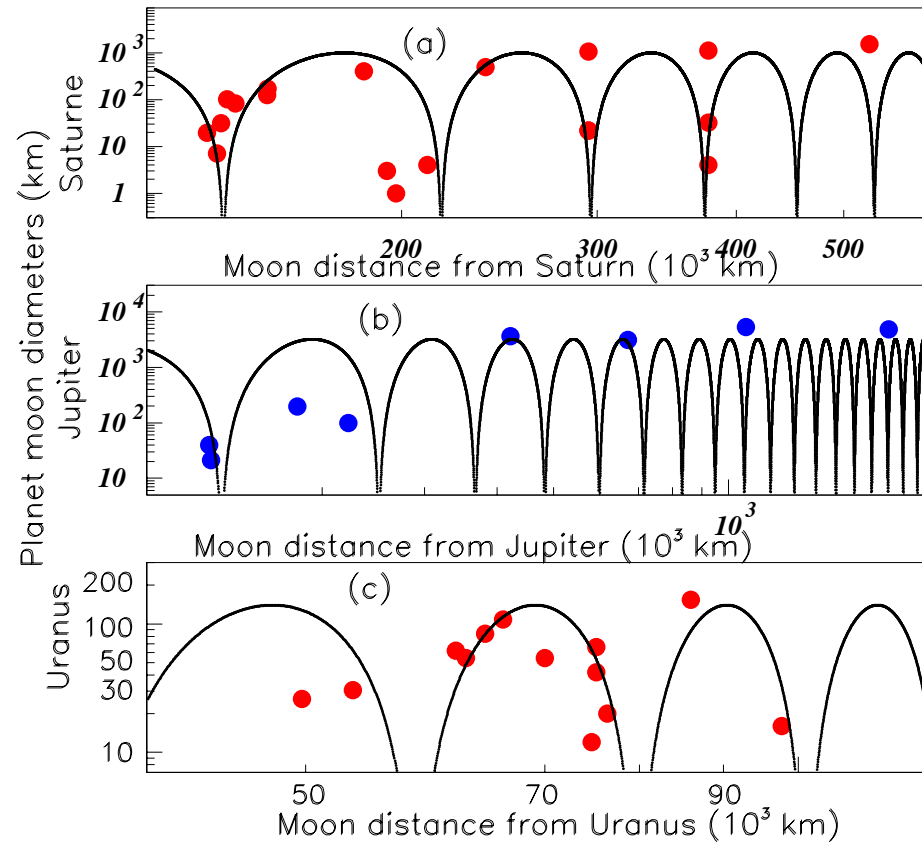 Planet moon diameters (km)
Saturne
(a)
10³
10²
10
1
200
300
400
500
Moon distance from Saturn (10³ km)
Jupiter
(b)
10⁴
10³
10²
10
10³
Moon distance from Jupiter (10³ km)
Uranus
(c)
200
100
50
30
10
50
70
90
Moon distance from Uranus (10³ km)